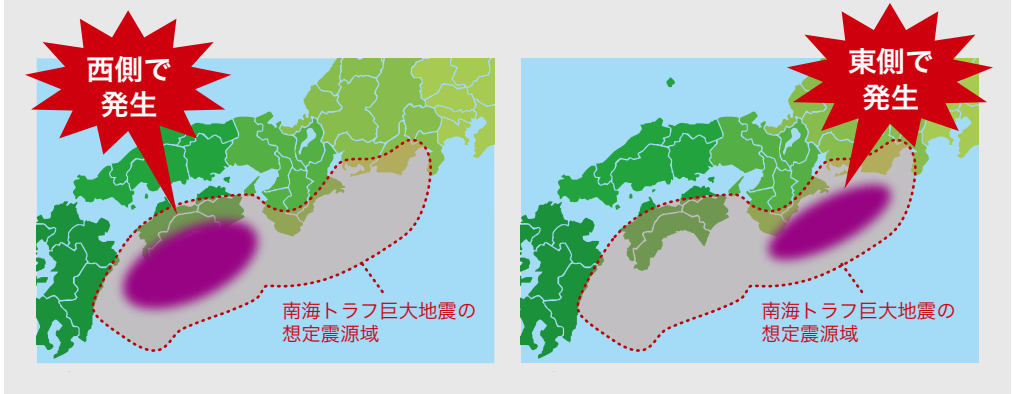 西側で
発生
南海トラフ巨大地震の
想定震源域
東側で
発生
南海トラフ巨大地震の
想定震源域